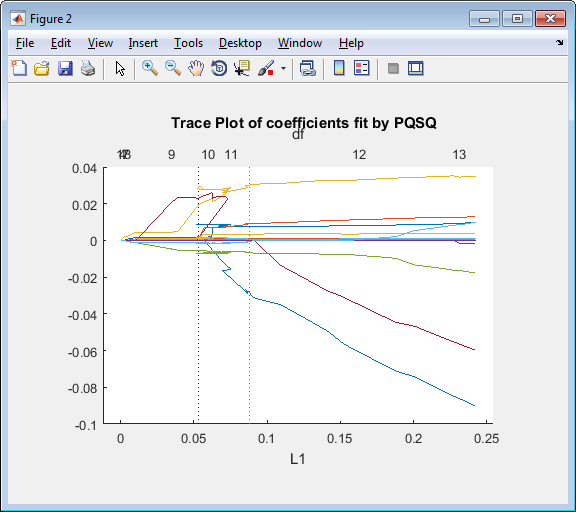 Figure 2
File Edit View Insert Tools Desktop Window Help
Trace Plot of coefficients fit by PQSQ
df
9 10 11 12 13
0.04
0.02
0
-0.02
-0.04
-0.06
-0.08
-0.1
0 0.05 0.1 0.15 0.2 0.25
L1